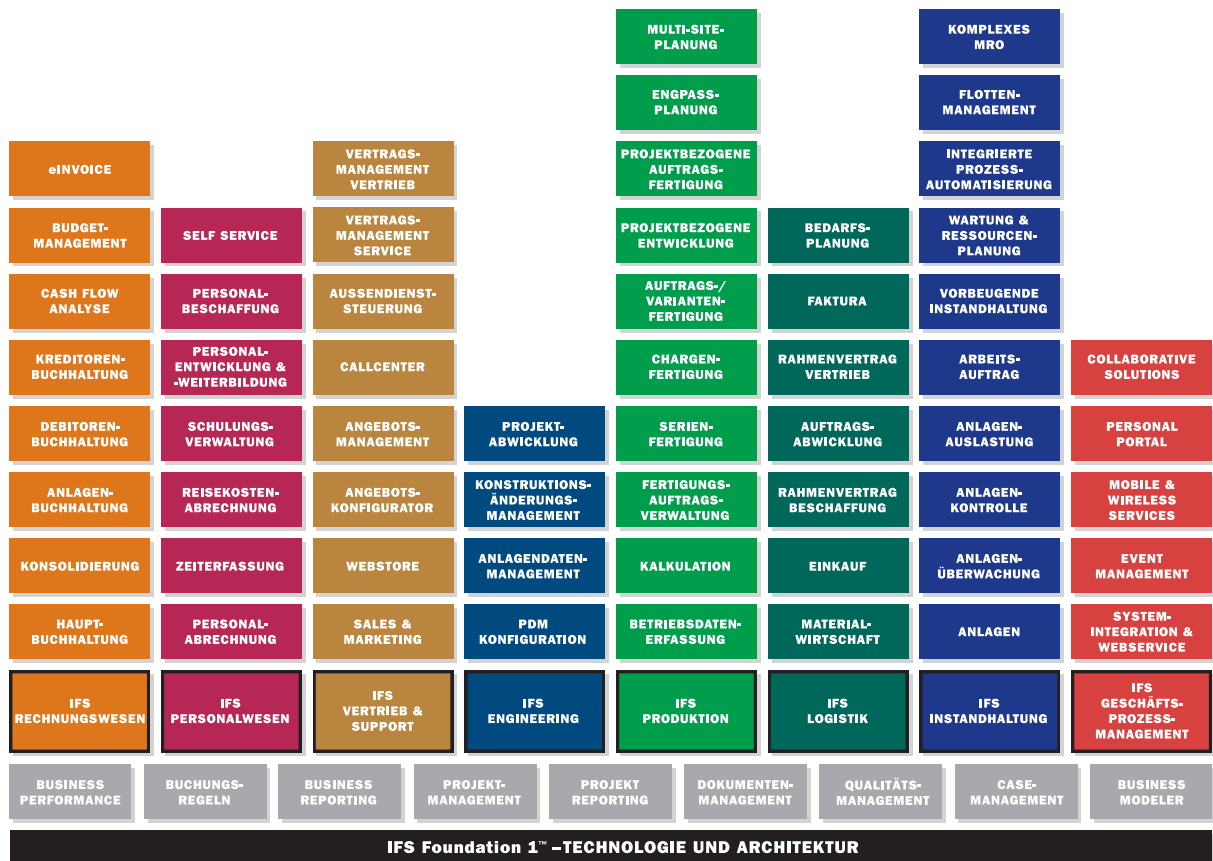 MULTI-SITE-
PLANUNG
KOMPLEXES
MRO
ENGPASS-
PLANUNG
FLOTTEN-
MANAGEMENT
eINVOICE
VERTRAGS-
MANAGEMENT
VERTRIEB
PROJEKTBEZOGENE
AUFTRAGS-
FERTIGUNG
INTEGRIERTE
PROZESS-
AUTOMATISIERUNG
BUDGET-
MANAGEMENT
SELF SERVICE
VERTRAGS-
MANAGEMENT
SERVICE
PROJEKTBEZOGENE
ENTWICKLUNG
BEDARFS-
PLANUNG
WARTUNG &
RESSOURCEN-
PLANUNG
CASH FLOW
ANALYSE
PERSONAL-
BESCHAFFUNG
AUSSENDIENST-
STEUERUNG
AUFTRAGS-/
VARIANTEN-
FERTIGUNG
FAKTURA
VORBEUGENDE
INSTANDHALTUNG
KREDITOREN-
BUCHHALTUNG
PERSONAL-
ENTWICKLUNG &
-WEITERBILDUNG
CALLCENTER
CHARGEN-
FERTIGUNG
RAHMENVERTRAG
VERTRIEB
ARBEITS-
AUFTRAG
COLLABORATIVE
SOLUTIONS
DEBITOREN-
BUCHHALTUNG
SCHULUNGS-
VERWALTUNG
ANGEBOTS-
MANAGEMENT
PROJEKT-
ABWICKLUNG
SERIEN-
FERTIGUNG
AUFTRAGS-
ABWICKLUNG
ANLAGEN-
AUSLASTUNG
PERSONAL
PORTAL
ANLAGEN-
BUCHHALTUNG
REISEKOSTEN-
ABRECHNUNG
ANGEBOTS-
KONFIGURATOR
KONSTRUKTIONS-
ÄNDERUNGS-
MANAGEMENT
FERTIGUNGS-
AUFTRAGS-
VERWALTUNG
RAHMENVERTRAG
BESCHAFFUNG
ANLAGEN-
KONTROLLE
MOBILE &
WIRELESS
SERVICES
KONSOLIDIERUNG
ZEITERFASSUNG
WEBSTORE
ANLAGENDATEN-
MANAGEMENT
KALKULATION
EINKAUF
ANLAGEN-
ÜBERWACHUNG
EVENT
MANAGEMENT
HAUPT-
BUCHHALTUNG
PERSONAL-
ABRECHNUNG
SALES &
MARKETING
PDM
KONFIGURATION
BETRIEBSDATEN-
ERFASSUNG
MATERIAL-
WIRTSCHAFT
ANLAGEN
SYSTEM-
INTEGRATION &
WEBSERVICE
IFS
RECHNUNGSWESEN
IFS
PERSONALWESEN
IFS
VERTRIEB &
SUPPORT
IFS
ENGINEERING
IFS
PRODUKTION
IFS
LOGISTIK
IFS
INSTANDHALTUNG
IFS
GESCHÄFTS-
PROZESS-
MANAGEMENT
BUSINESS
PERFORMANCE
BUCHUNGS-
REGELN
BUSINESS
REPORTING
PROJEKT-
MANAGEMENT
PROJEKT
REPORTING
DOKUMENTEN-
MANAGEMENT
QUALITÄTS-
MANAGEMENT
CASE-
MANAGEMENT
BUSINESS
MODELER
IFS Foundation 1™ –TECHNOLOGIE UND ARCHITEKTUR